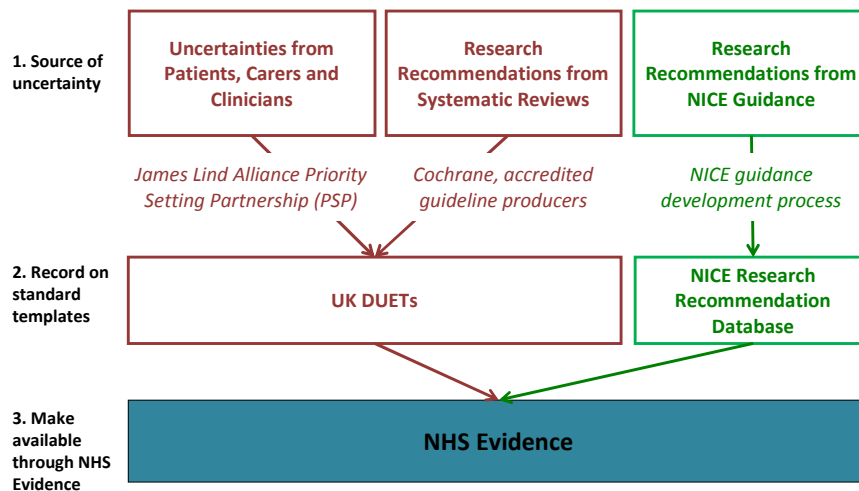 1. Source of
uncertainty
Uncertainties from
Patients, Carers and
Clinicians
Research
Recommendations from
Systematic Reviews
Research
Recommendations from
NICE Guidance
James Lind Alliance Priority
Setting Partnership (PSP)
Cochrane, accredited
guideline producers
NICE guidance
development process
2. Record on
standard
templates
UK DUETs
NICE Research
Recommendation
Database
3. Make
available
through NHS
Evidence
NHS Evidence